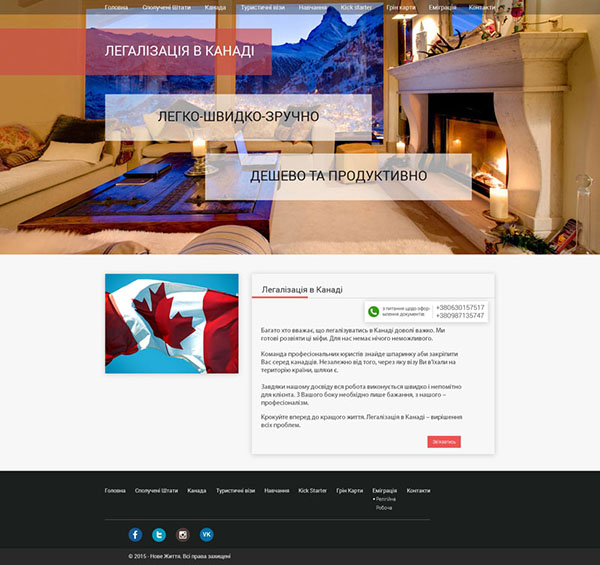 Головна Сполучені Штати Канада Туристичні візи Навчання Kick starter Грін карти Еміграція Контакти
ЛЕГАЛІЗАЦІЯ В КАНАДІ
ЛЕГКО-ШВИДКО-ЗРУЧНО
ДЕШЕВО ТА ПРОДУКТИВНО
Легалізація в Канаді
з питання щодо офор-
млення документів
+380630157517
+380987135747
Багато хто вважає, що легалізуватись в Канаді доволі важко. Ми
готові розвіяти ці міфи. Для нас немає нічого неможливого.
Команда професіональних юристів знайде шпаринку аби закріпити
Вас серед канадців. Незалежно від того, через яку візу Ви в'їхали на
територію країни, шляхи є.
Завдяки нашому досвіду вся робота виконується швидко і непомітно
для клієнта. З Вашого боку необхідно лише бажання, з нашого –
професіоналізм.
Крокуйте вперед до кращого життя. Легалізація в Канаді – вирішення
всіх проблем.
Головна Сполучені Штати Канада Туристичні візи Навчання Kick Starter Грін Карти Еміграція Контакти
Релігійна
Робоча
© 2015 - Нове Життя. Всі права захищені